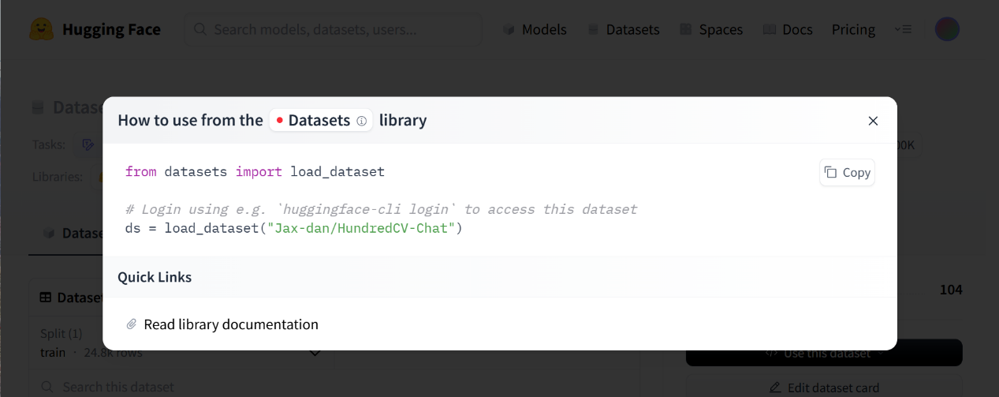 Hugging Face
Search models, datasets, users...
Models
Datasets
Spaces
Docs
Pricing
Datase
How to use from the Datasets library
Tasks:
00K
Libraries:
from datasets import load_dataset
Copy
# Login using e.g. `huggingface-cli login` to access this dataset
ds = load_dataset("Jax-dan/HundredCV-Chat")
Datase
Quick Links
104
Datase
Read library documentation
Split (1)
train · 24.8k rows
Use this dataset
Search this dataset
Edit dataset card